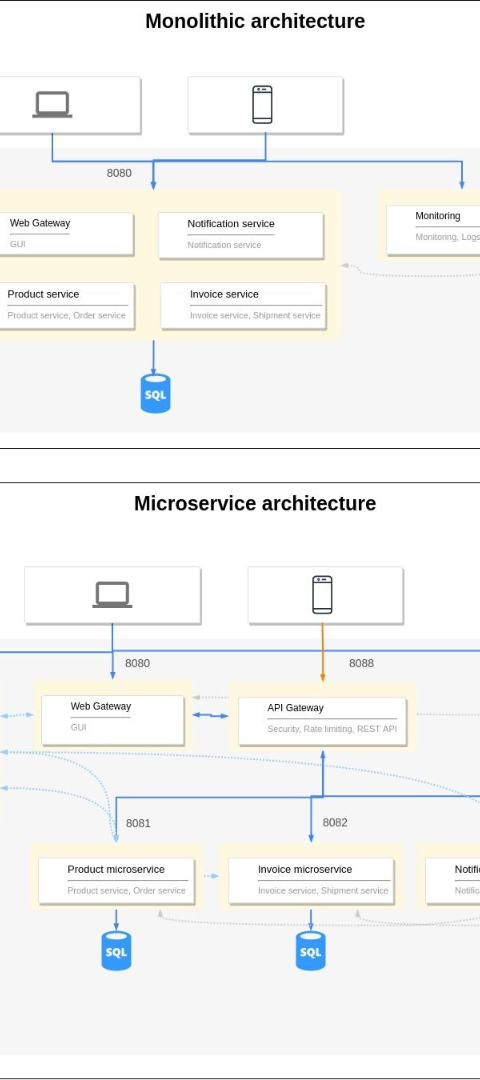 Monolithic architecture
8080
Web Gateway
GUI
Notification service
Notification service
Monitoring
Monitoring, Logs
Product service
Product service, Order service
Invoice service
Invoice service, Shipment service
SQL
Microservice architecture
8080
8088
Web Gateway
GUI
API Gateway
Security, Rate limiting, REST API
8081
8082
Product microservice
Product service, Order service
Invoice microservice
Invoice service, Shipment service
SQL
SQL